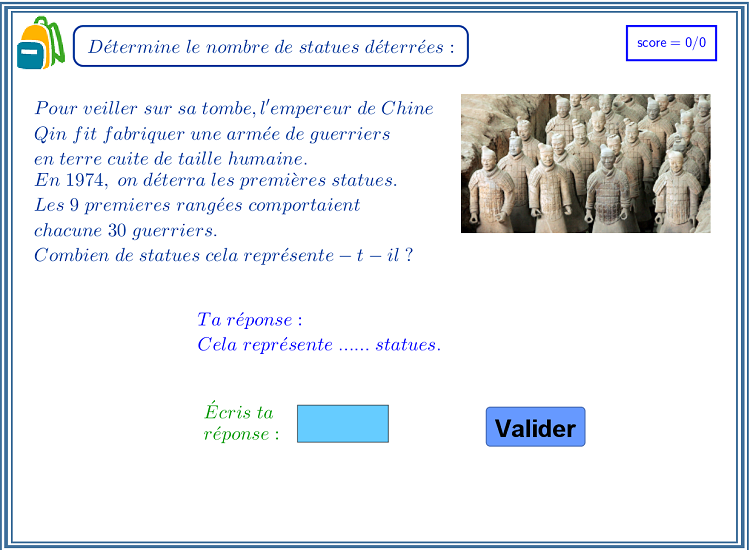 Détermine le nombre de statues déterrées :
score = 0/0
Pour veiller sur sa tombe, l'empereur de Chine
Qin fit fabriquer une armée de guerriers
en terre cuite de taille humaine.
En 1974, on déterra les premières statues.
Les 9 premieres rangées comportaient
chacune 30 guerriers.
Combien de statues cela représente − t − il ?
Ta réponse :
Cela représente ...... statues.
Écris ta
réponse :
Valider